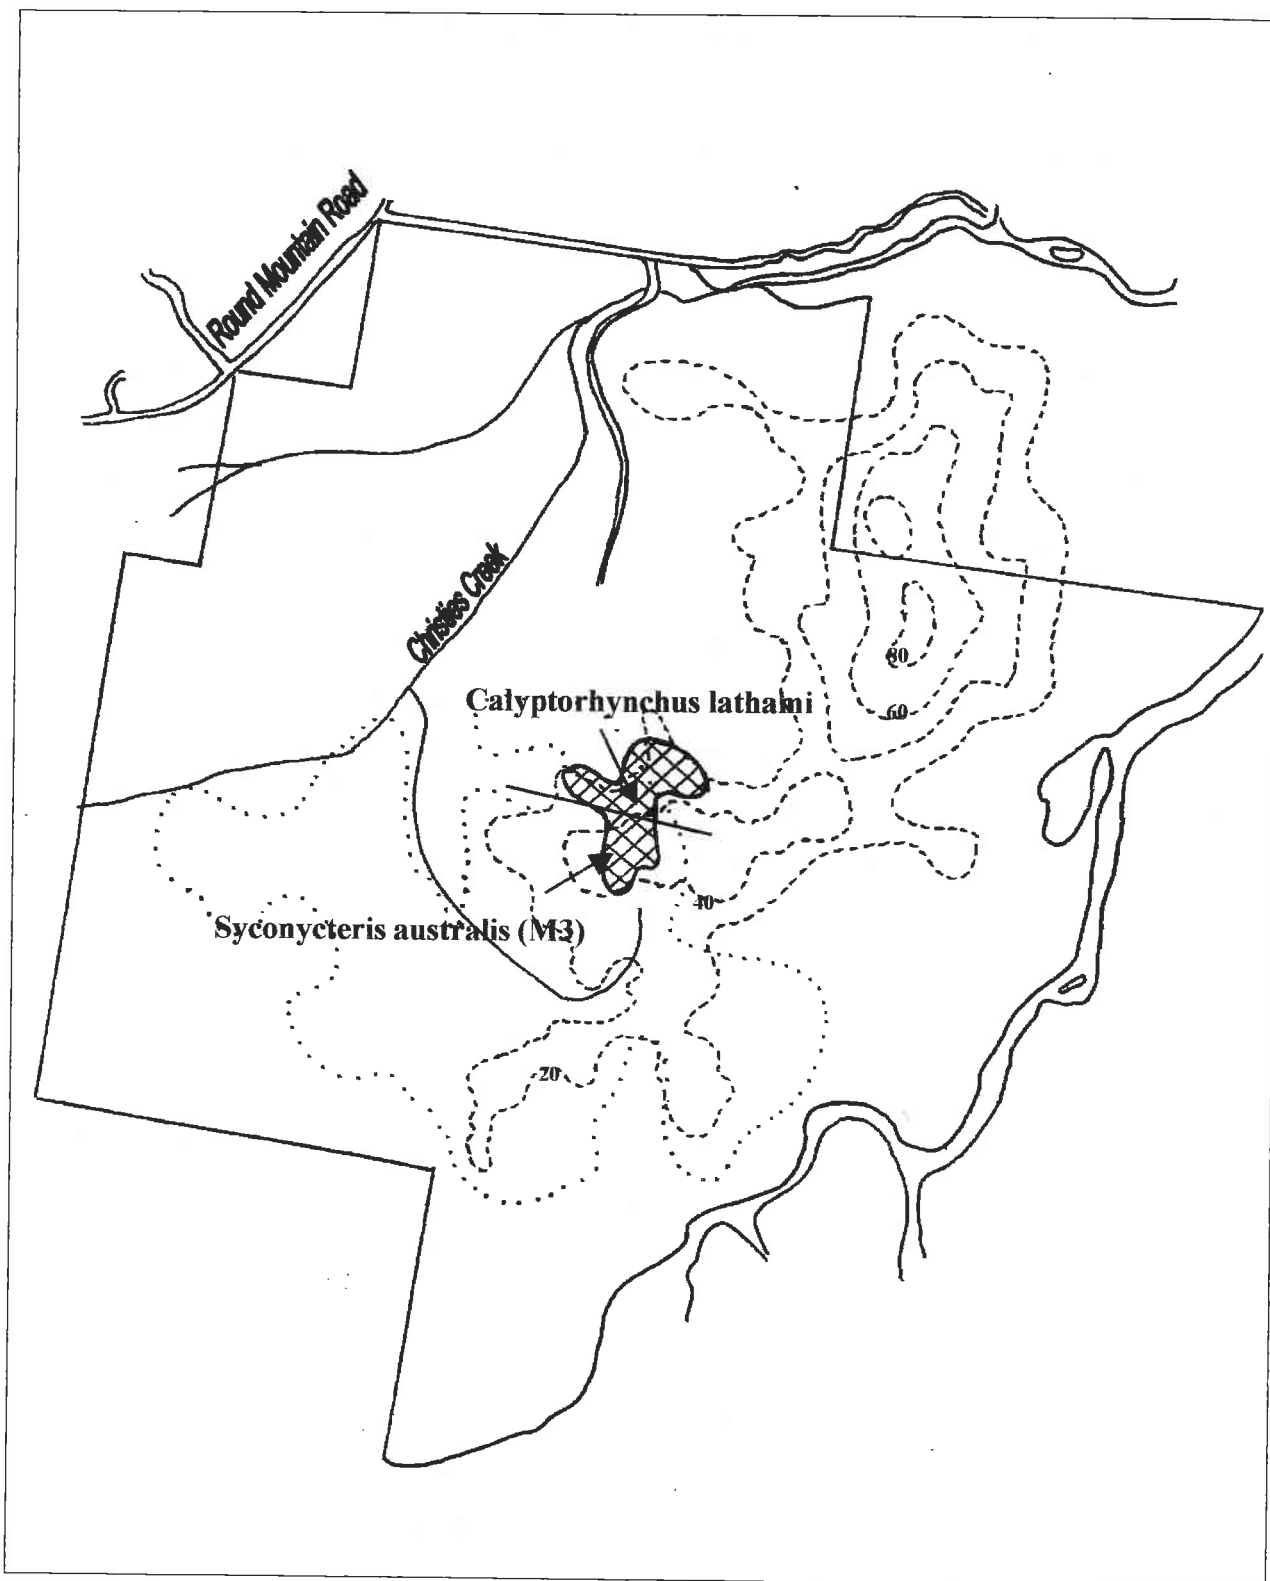 Round Mountain Road
Christies Creek
80
Calyptorhynchus lathami
60
40
Syconycteris australis (M3)
20